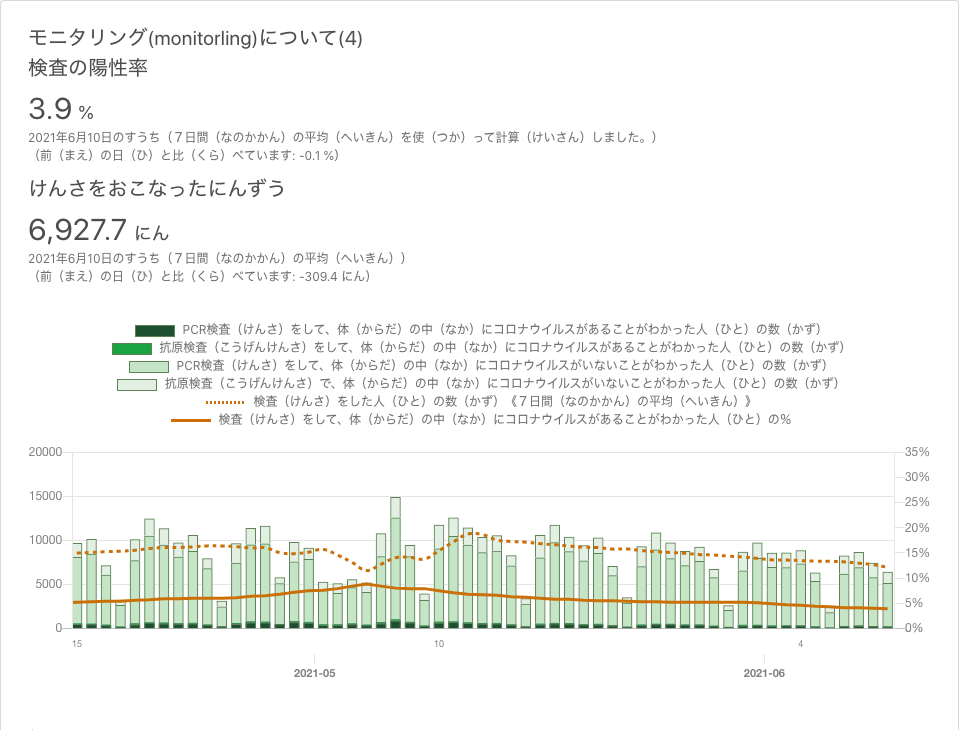 モニタリング(monitorling)について(4)
検査の陽性率
3.9 %
2021年6月10日のすうち（７日間（なのかかん）の平均（へいきん）を使（つか）って計算（けいさん）しました。）
（前（まえ）の日（ひ）と比（くら）べています: -0.1 %）
けんさをおこなったにんずう
6,927.7 にん
2021年6月10日のすうち（７日間（なのかかん）の平均（へいきん））
（前（まえ）の日（ひ）と比（くら）べています: -309.4 にん）
PCR検査（けんさ）をして、体（からだ）の中（なか）にコロナウイルスがあることがわかった人（ひと）の数（かず）
抗原検査（こうげんけんさ）をして、体（からだ）の中（なか）にコロナウイルスがあることがわかった人（ひと）の数（かず）
PCR検査（けんさ）をして、体（からだ）の中（なか）にコロナウイルスがいないことがわかった人（ひと）の数（かず）
抗原検査（こうげんけんさ）で、体（からだ）の中（なか）にコロナウイルスがいないことがわかった人（ひと）の数（かず）
検査（けんさ）をした人（ひと）の数（かず）《７日間（なのかかん）の平均（へいきん）》
検査（けんさ）をして、体（からだ）の中（なか）にコロナウイルスがあることがわかった人（ひと）の%
20000 35%
30%
15000 25%
20%
10000 15%
5000 10%
5%
0 0%
15 10 4
2021-05 2021-06